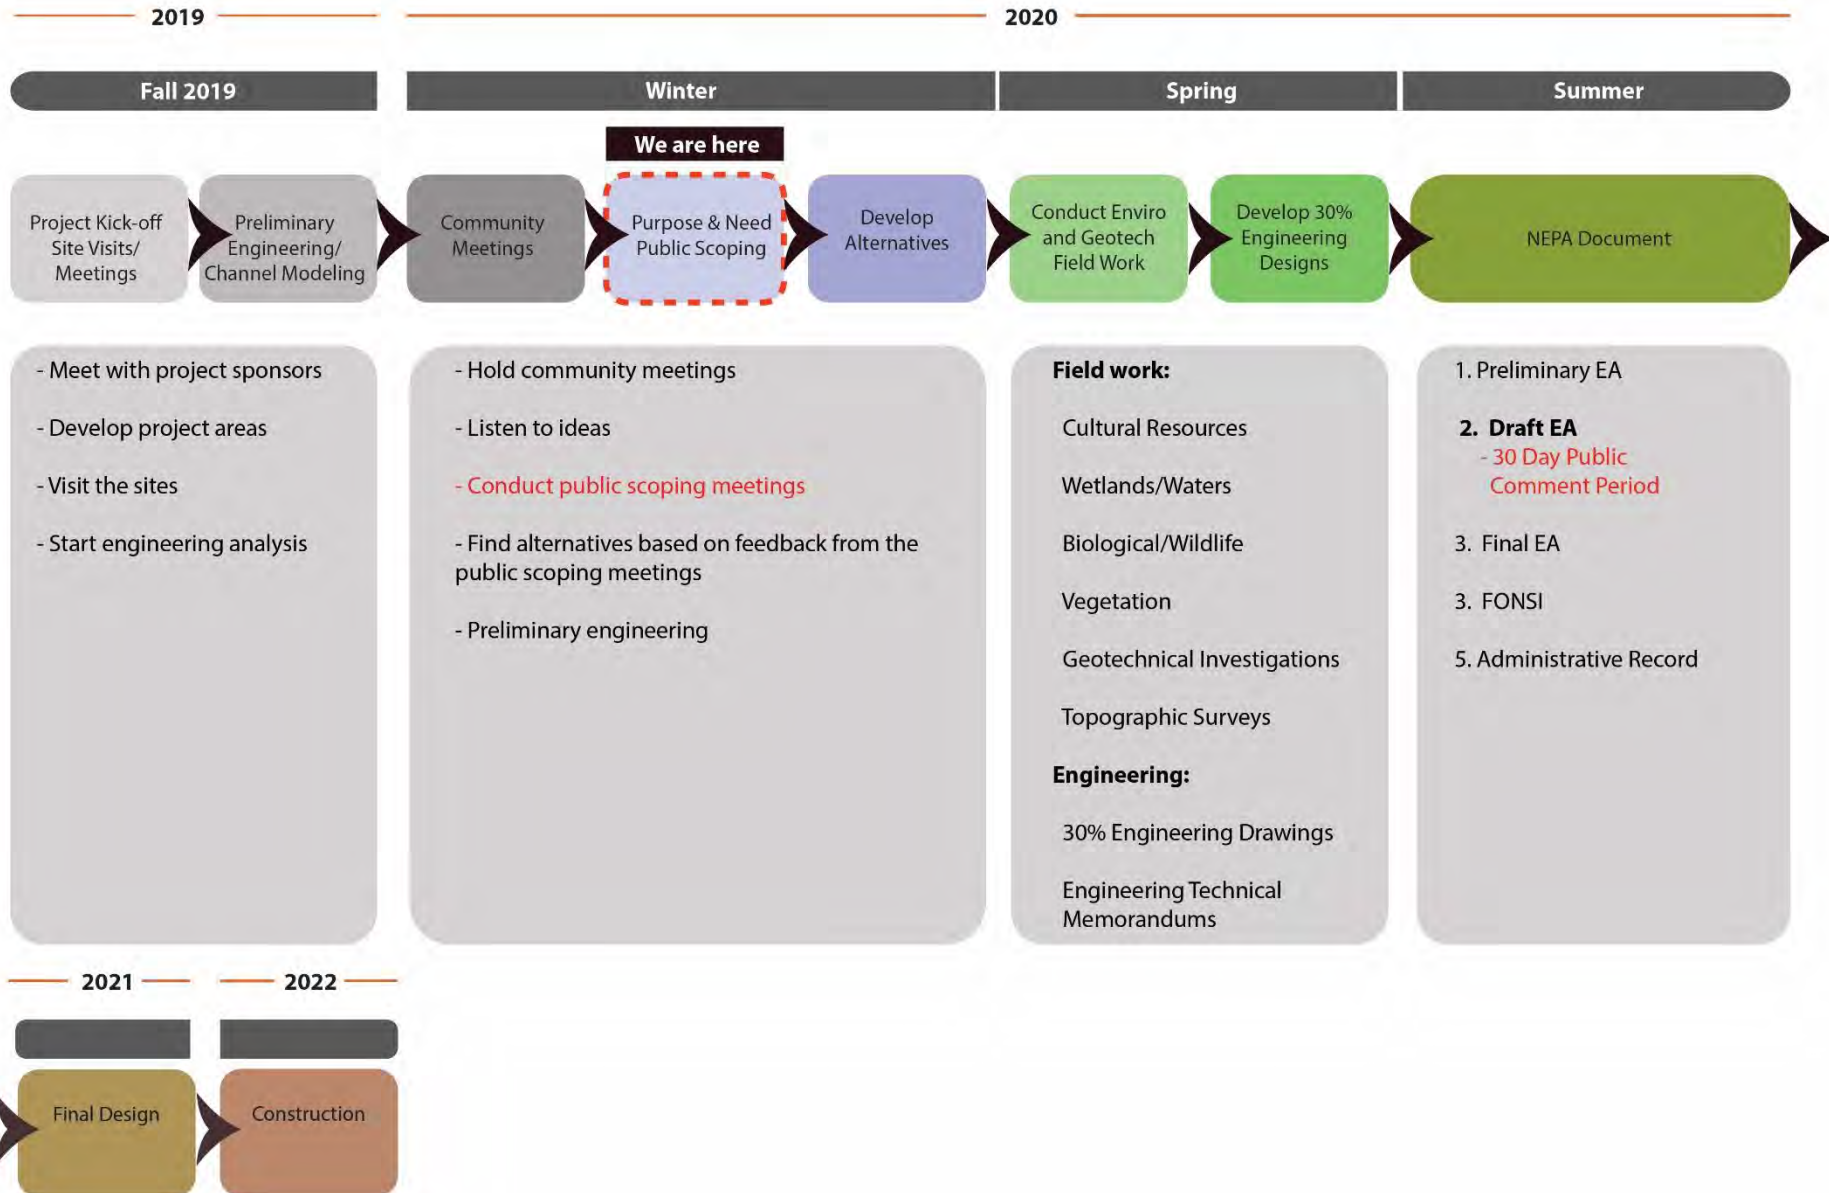 2019
2020
Fall 2019
Winter
Spring
Summer
We are here
Project Kick-off
Site Visits/
Meetings
Preliminary
Engineering/
Channel Modeling
Community
Meetings
Purpose & Need
Public Scoping
Develop
Alternatives
Conduct Enviro
and Geotech
Field Work
Develop 30%
Engineering
Designs
NEPA Document
- Meet with project sponsors
- Develop project areas
- Visit the sites
- Start engineering analysis
- Hold community meetings
- Listen to ideas
- Conduct public scoping meetings
- Find alternatives based on feedback from the
public scoping meetings
- Preliminary engineering
Field work:
Cultural Resources
Wetlands/Waters
Biological/Wildlife
Vegetation
Geotechnical Investigations
Topographic Surveys
Engineering:
30% Engineering Drawings
Engineering Technical
Memorandums
1. Preliminary EA
2. Draft EA
- 30 Day Public
Comment Period
3. Final EA
3. FONSI
5. Administrative Record
2021
2022
Final Design
Construction